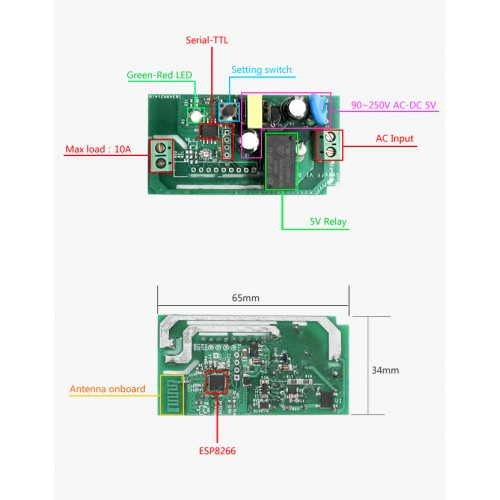 Serial-TTL
Green-Red LED
Setting switch
90~250V AC-DC 5V
Max load : 10A
AC Input
5V Relay
65mm
34mm
Antenna onboard
ESP8266